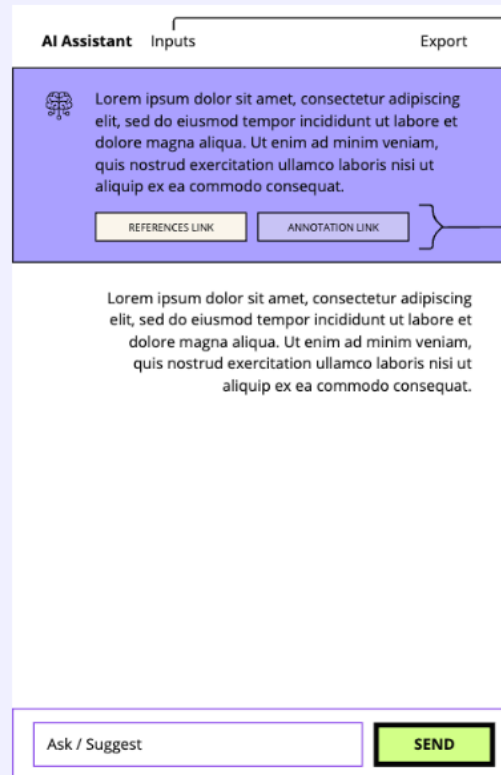 AI Assistant Inputs Export
Lorem ipsum dolor sit amet, consectetur adipiscing
elit, sed do eiusmod tempor incididunt ut labore et
dolore magna aliqua. Ut enim ad minim veniam,
quis nostrud exercitation ullamco laboris nisi ut
aliquip ex ea commodo consequat.
REFERENCES LINK ANNOTATION LINK
Lorem ipsum dolor sit amet, consectetur adipiscing
elit, sed do eiusmod tempor incididunt ut labore et
dolore magna aliqua. Ut enim ad minim veniam,
quis nostrud exercitation ullamco laboris nisi ut
aliquip ex ea commodo consequat.
Ask / Suggest SEND